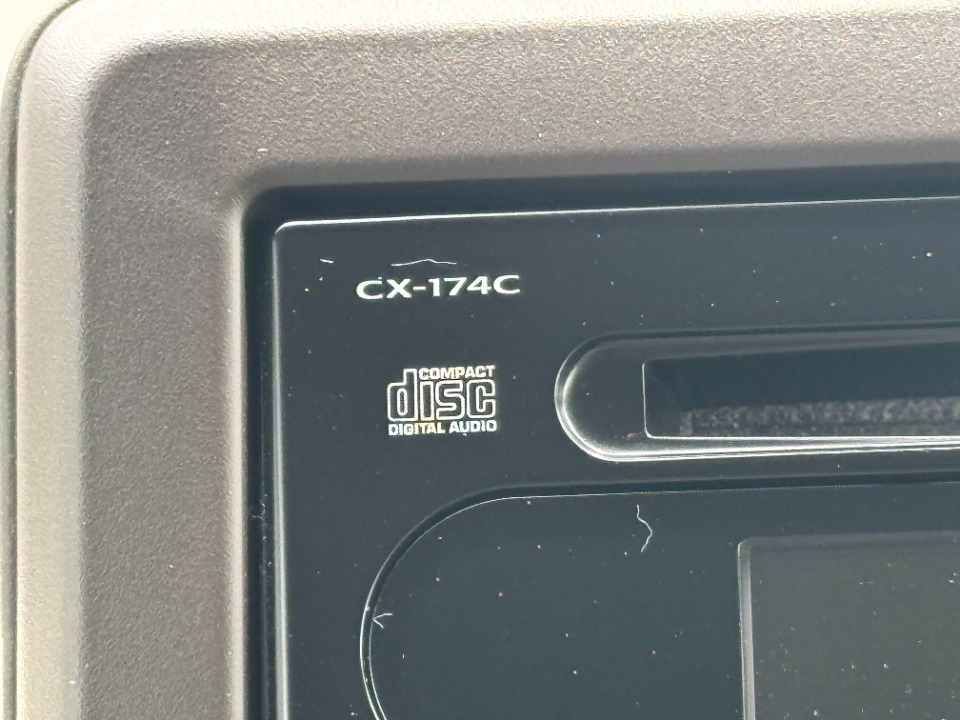 CX-174C
COMPACT
disc
DIGITAL AUDIO